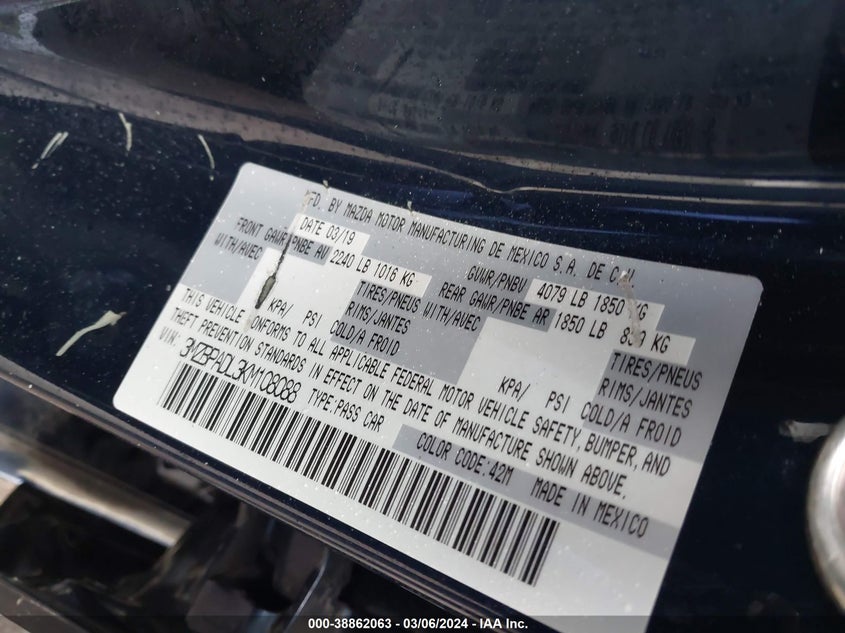 MFD. BY MAZDA MOTOR MANUFACTURING DE MEXICO S.A. DE C.V.
DATE 03/19 GVWR/PNBV 4079 LB 1850 KG
FRONT GAWR/PNBE AV 2240 LB 1016 KG REAR GAWR/PNBE AR 1850 LB KG
WITH/AVEC TIRES/PNEUS WITH/AVEC TIRES/PNEUS
RIMS/JANTES RIMS/JANTES
KPA/ PSI COLD/A FROID KPA/ PSI COLD/A FROID
THIS VEHICLE CONFORMS TO ALL APPLICABLE FEDERAL MOTOR VEHICLE SAFETY, BUMPER, AND
THEFT PREVENTION STANDARDS IN EFFECT ON THE DATE OF MANUFACTURE SHOWN ABOVE.
VIN: 3MZBPADL3KM108088 TYPE:PASS CAR COLOR CODE:42M MADE IN MEXICO
000-38862063 - 03/06/2024 - IAA Inc.